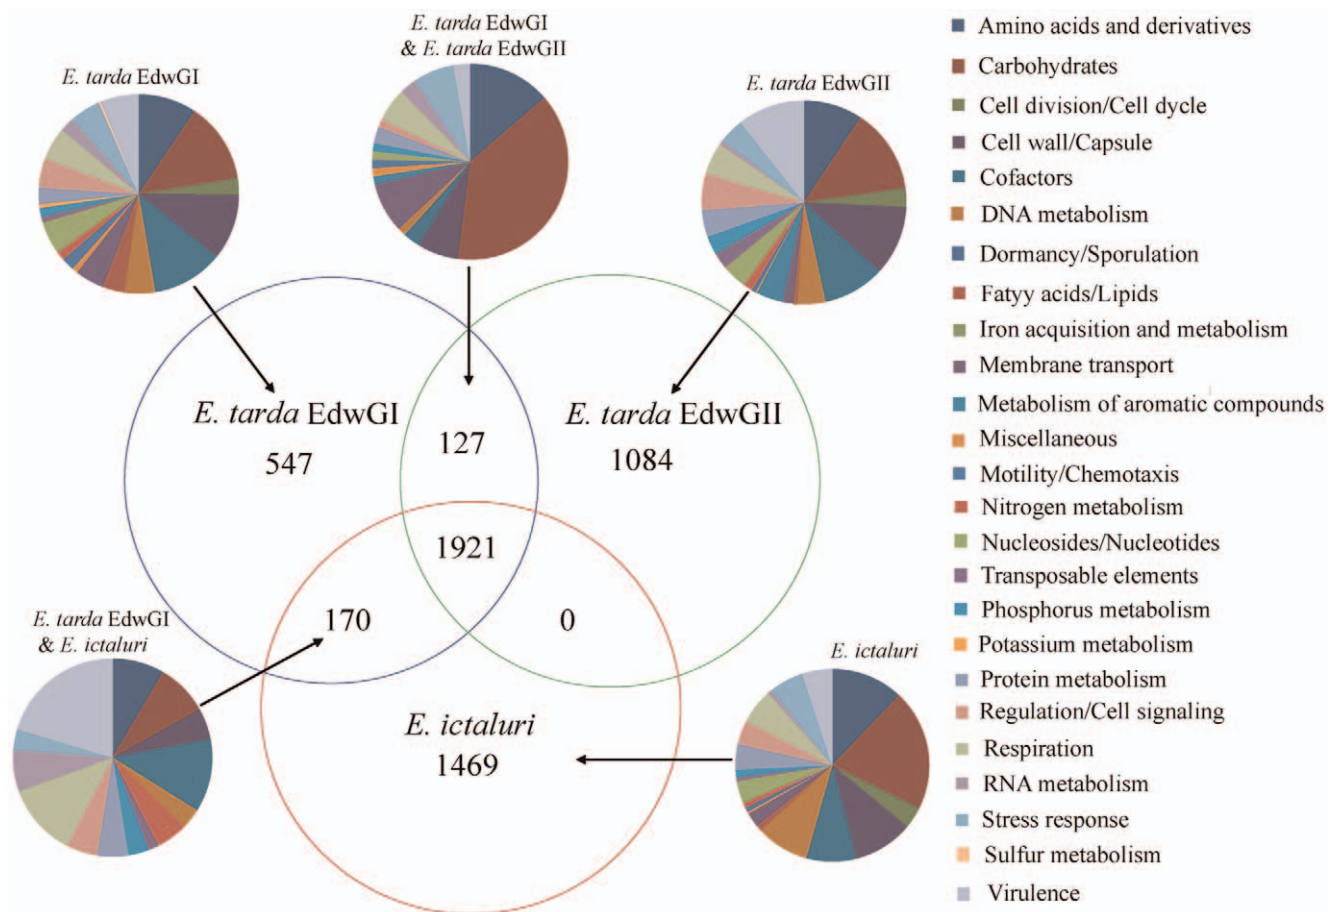 E. tarda EdwGI
& E. tarda EdwGII
E. tarda EdwGI
E. tarda EdwGII
E. tarda EdwGI
547
127
E. tarda EdwGII
1084
1921
170
0
E. tarda EdwGI
& E. ictaluri
E. ictaluri
E. ictaluri
1469
Amino acids and derivatives
Carbohydrates
Cell division/Cell dycle
Cell wall/Capsule
Cofactors
DNA metabolism
Dormancy/Sporulation
Fatyy acids/Lipids
Iron acquisition and metabolism
Membrane transport
Metabolism of aromatic compounds
Miscellaneous
Motility/Chemotaxis
Nitrogen metabolism
Nucleosides/Nucleotides
Transposable elements
Phosphorus metabolism
Potassium metabolism
Protein metabolism
Regulation/Cell signaling
Respiration
RNA metabolism
Stress response
Sulfur metabolism
Virulence